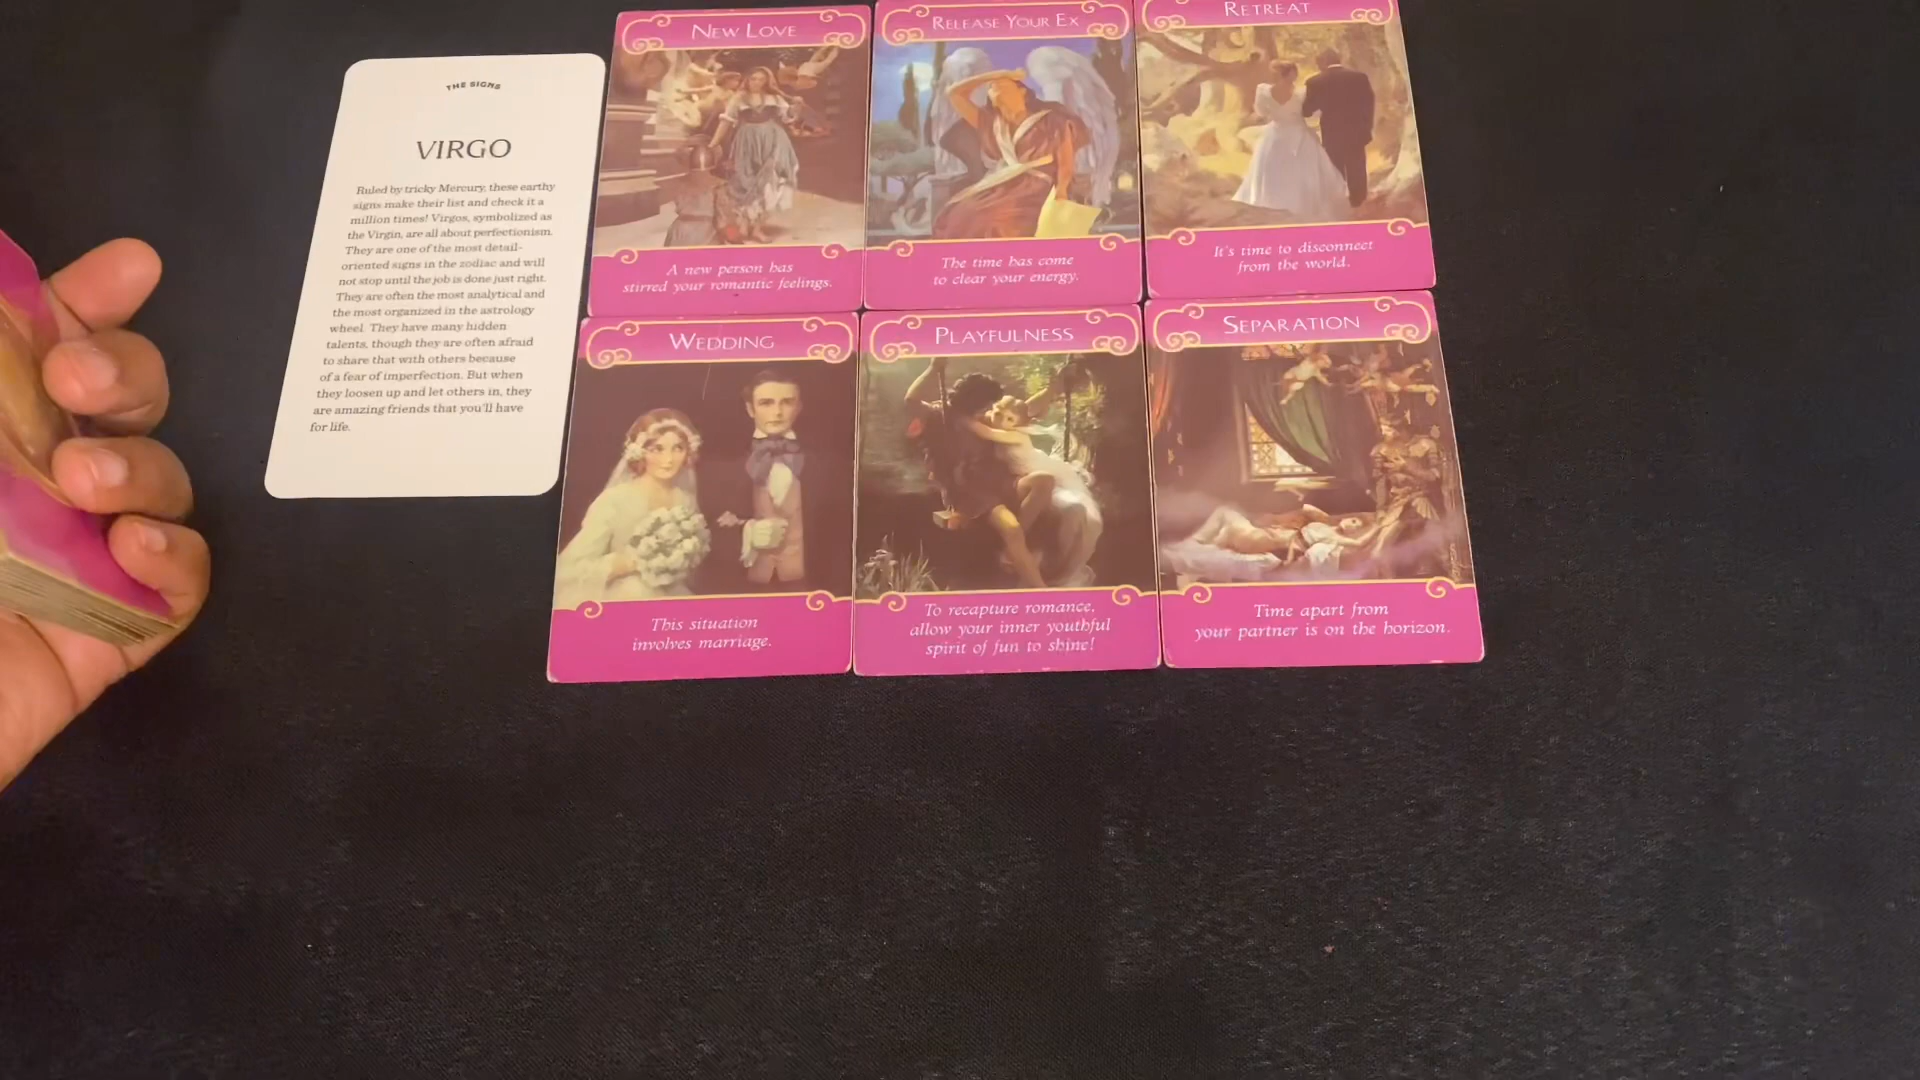 THE SIGNS
VIRGO
Ruled by tricky Mercury, these earthy
signs make their list and check it a
million times! Virgos, symbolized as
the Virgin, are all about perfectionism.
They are one of the most detail-
oriented signs in the zodiac and will
not stop until the job is done just right.
They are often the most analytical and
the most organized in the astrology
wheel. They have many hidden
talents, though they are often afraid
to share that with others because
of a fear of imperfection. But when
they loosen up and let others in, they
are amazing friends that you'll have
for life.
NEW LOVE
A new person has
stirred your romantic feelings.
RELEASE YOUR EX
The time has come
to clear your energy.
RETREAT
It's time to disconnect
from the world.
WEDDING
This situation
involves marriage.
PLAYFULNESS
To recapture romance,
allow your inner youthful
spirit of fun to shine!
SEPARATION
Time apart from
your partner is on the horizon.